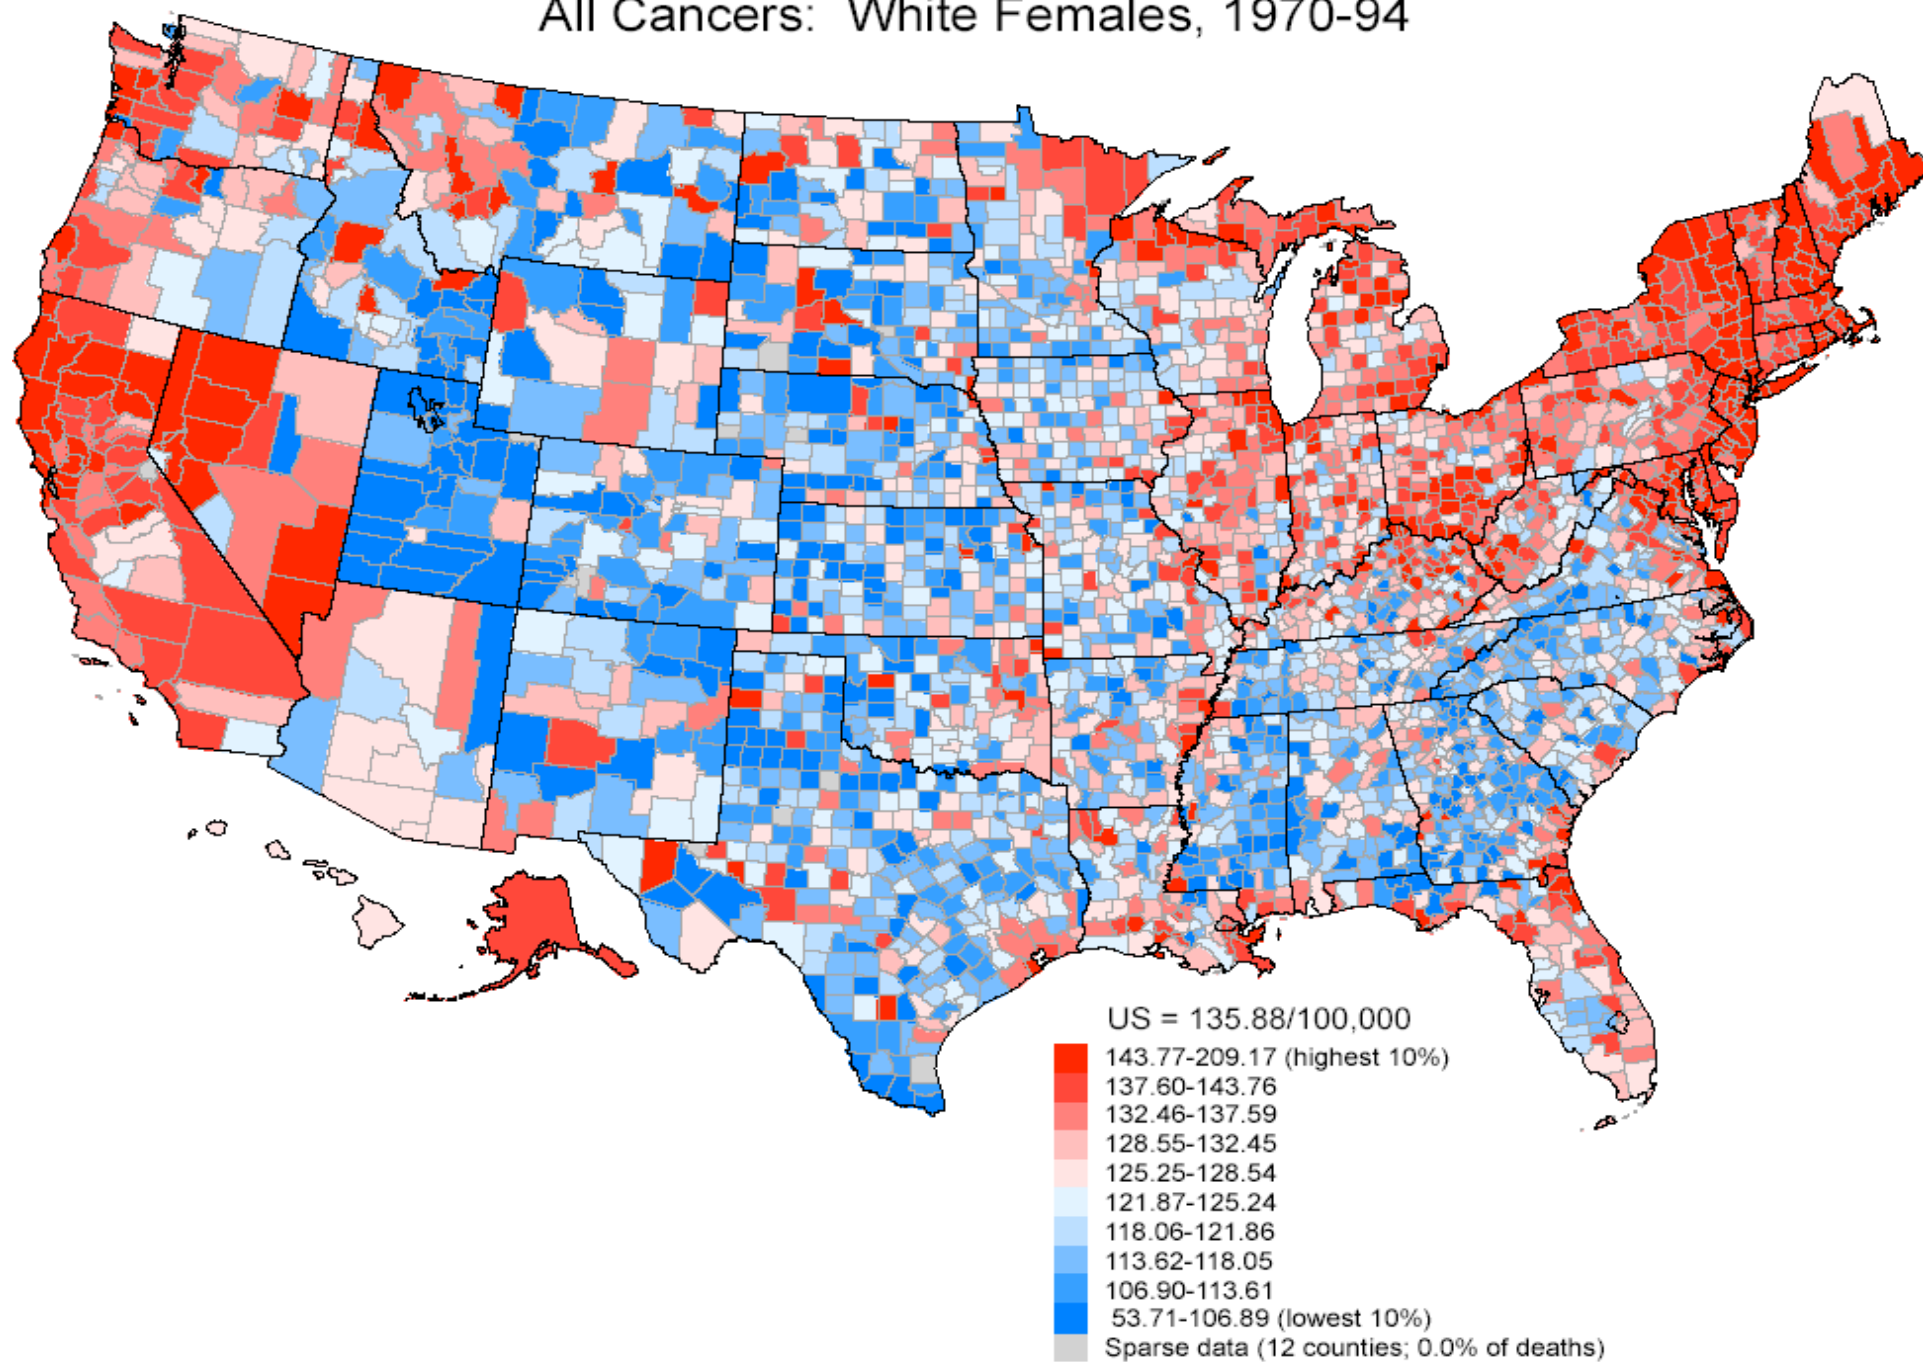 All Cancers: White Females, 1970-94
US = 135.88/100,000
143.77-209.17 (highest 10%)
137.60-143.76
132.46-137.59
128.55-132.45
125.25-128.54
121.87-125.24
118.06-121.86
113.62-118.05
106.90-113.61
53.71-106.89 (lowest 10%)
Sparse data (12 counties; 0.0% of deaths)